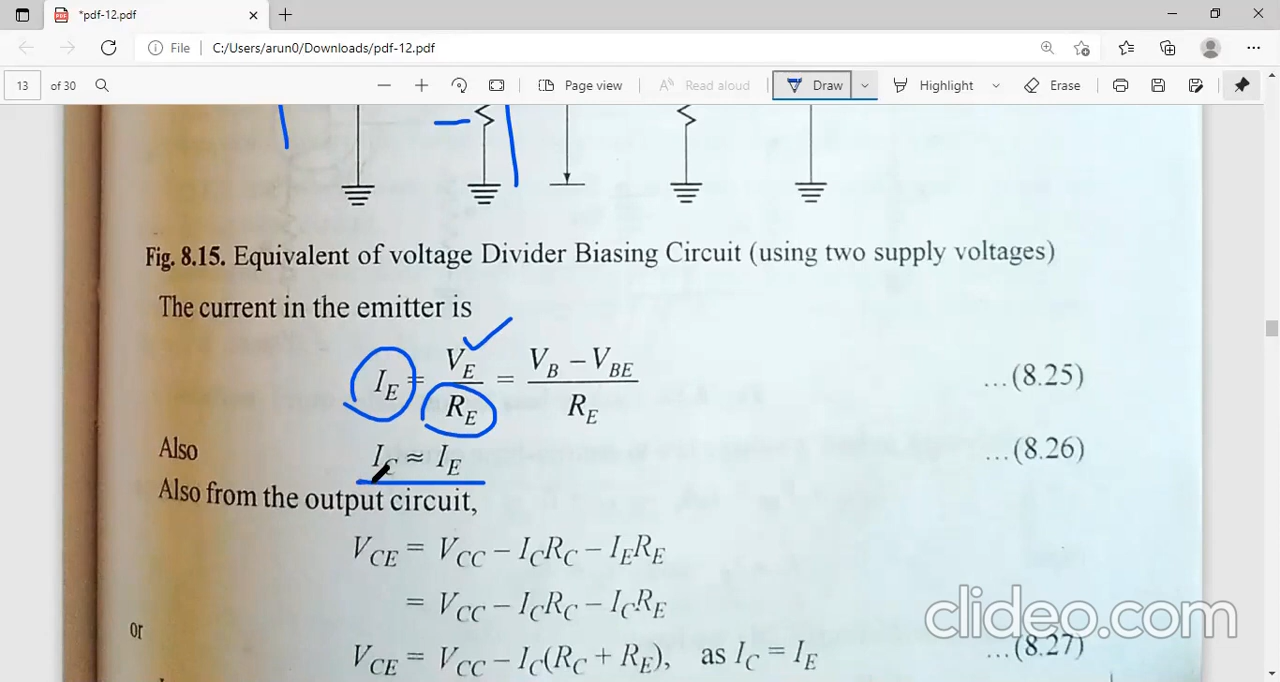 *pdf-12.pdf
File C:/Users/arun0/Downloads/pdf-12.pdf
13 of 30 Page view Read aloud Draw Highlight Erase
Fig. 8.15. Equivalent of voltage Divider Biasing Circuit (using two supply voltages)
The current in the emitter is
I_E = V_E / R_E = (V_B − V_BE) / R_E ...(8.25)
Also I_C ≈ I_E ...(8.26)
Also from the output circuit,
V_CE = V_CC − I_C R_C − I_E R_E
= V_CC − I_C R_C − I_C R_E
or V_CE = V_CC − I_C(R_C + R_E), as I_C = I_E ...(8.27)
clideo.com